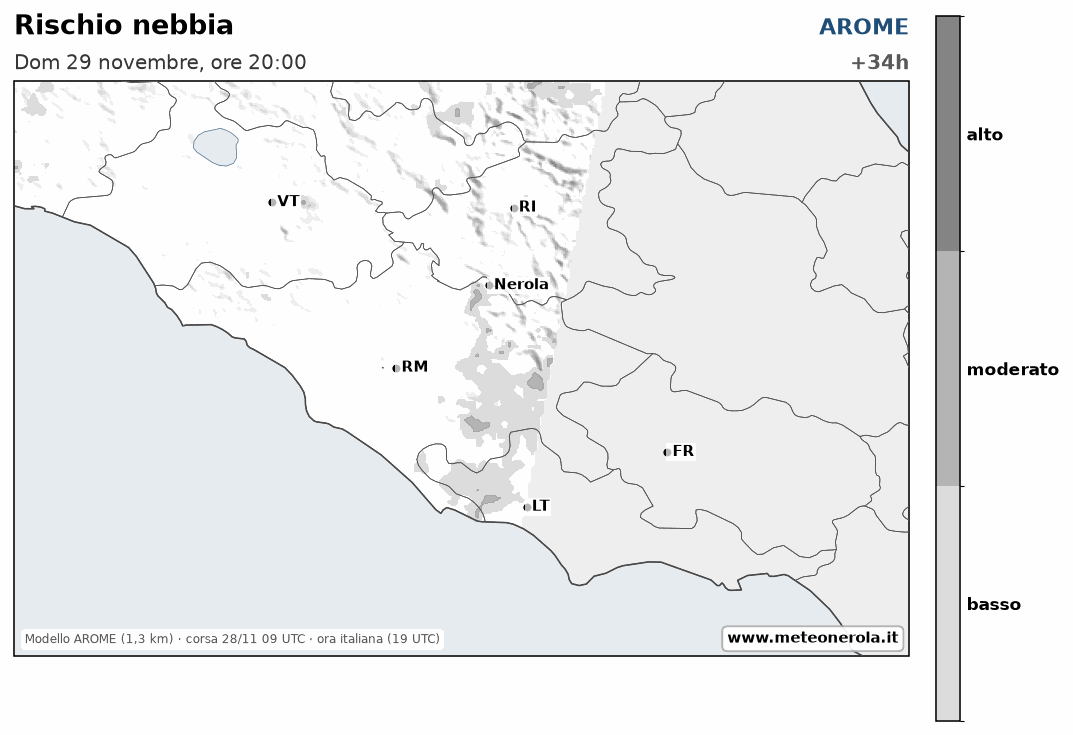 Rischio nebbia
AROME
Dom 29 novembre, ore 20:00
+34h
alto
moderato
basso
VT
RI
Nerola
RM
FR
LT
Modello AROME (1,3 km) · corsa 28/11 09 UTC · ora italiana (19 UTC)
www.meteonerola.it